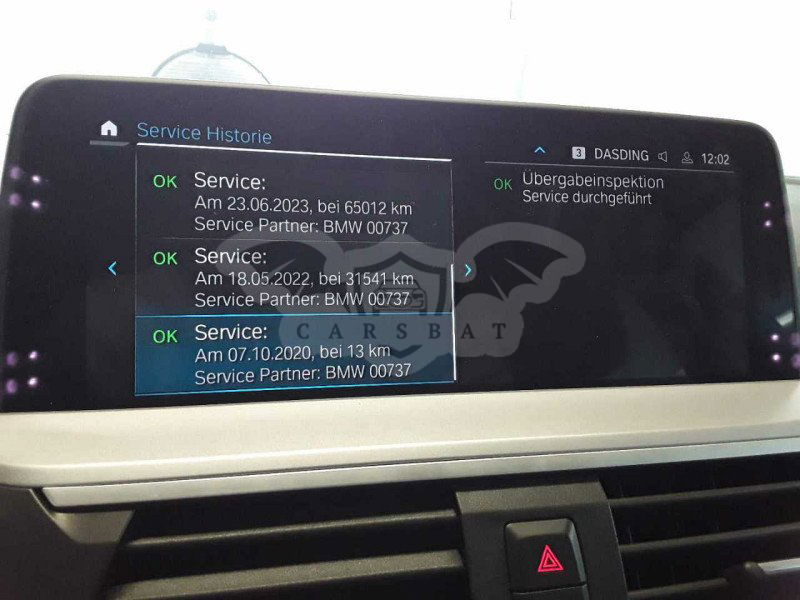 Service Historie
3 DASDING 12:02
OK Service:
Am 23.06.2023, bei 65012 km
Service Partner: BMW 00737
OK Service:
Am 18.05.2022, bei 31541 km
Service Partner: BMW 00737
OK Service:
Am 07.10.2020, bei 13 km
Service Partner: BMW 00737
OK Übergabeinspektion
Service durchgeführt
CARSBAT